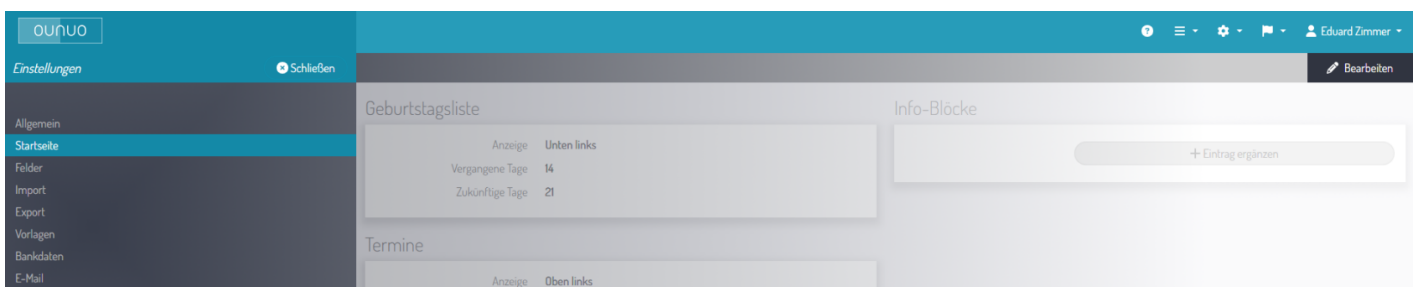 ounuo
Eduard Zimmer
Einstellungen
Schließen
Bearbeiten
Allgemein
Startseite
Felder
Import
Export
Vorlagen
Bankdaten
E-Mail
Geburtstagsliste
Anzeige Unten links
Vergangene Tage 14
Zukünftige Tage 21
Termine
Anzeige Oben links
Info-Blöcke
+ Eintrag ergänzen